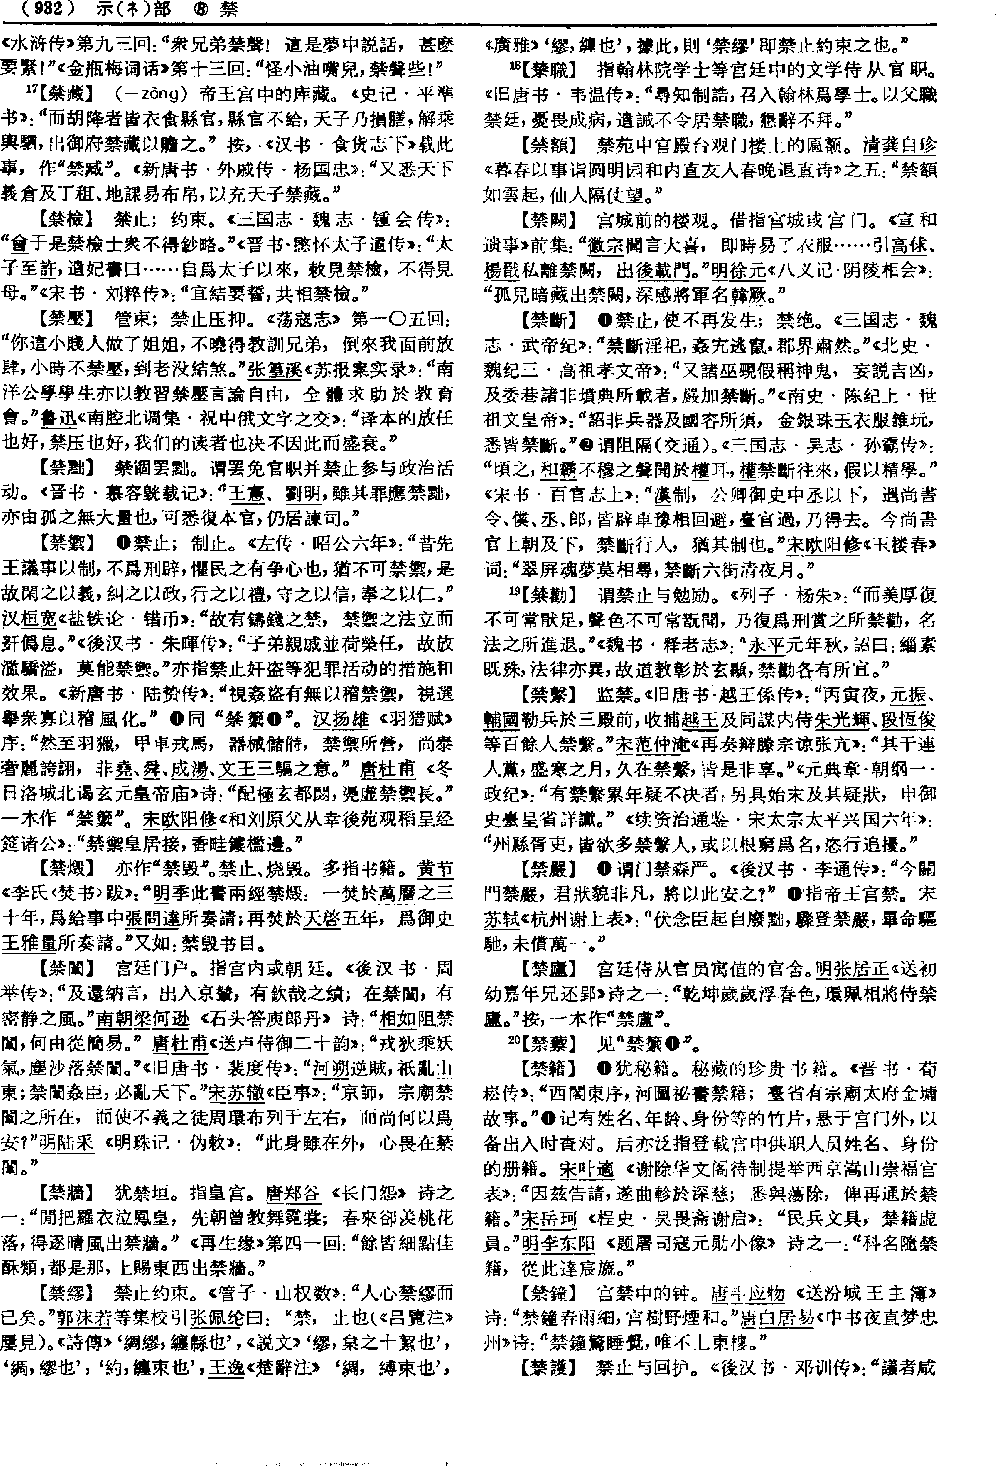 (932) 示(礻)部 ⑧ 禁
《水滸传》第九三回：“衆兄弟禁聲！這是夢中説話，甚麽
要緊！”《金瓶梅词话》第十三回：“怪小油嘴兒，禁聲些！”
¹⁷【禁藏】 （－zàng）帝王宫中的库藏。《史记·平準
书》：“而胡降者皆衣食縣官，縣官不給，天子乃損膳，解乘
輿駟，出御府禁藏以贍之。”按，《汉书·食货志下》载此
事，作“禁臧”。《新唐书·外戚传·杨国忠》：“又悉天下
義倉及丁租、地課易布帛，以充天子禁藏。”
【禁檢】 禁止；约束。《三国志·魏志·锺会传》：
“會于是禁檢士衆不得鈔略。”《晋书·愍怀太子遹传》：“太
子至許，遺妃書曰……自爲太子以來，敕見禁檢，不得見
母。”《宋书·刘粹传》：“宜結要誓，共相禁檢。”
【禁壓】 管束；禁止压抑。《荡寇志》第一〇五回：
“你這小賤人做了姐姐，不曉得教訓兄弟，倒來我面前放
肆，小時不禁壓，到老没結煞。”张篁溪《苏报案实录》：“南
洋公學學生亦以教習禁壓言論自由，全體求助於教育
會。”鲁迅《南腔北调集·祝中俄文字之交》：“译本的放任
也好，禁压也好，我们的读者也决不因此而盛衰。”
【禁黜】 禁锢罢黜。谓罢免官职并禁止参与政治活
动。《晋书·慕容皝载记》：“王憲、劉明，雖其罪應禁黜，
亦由孤之無大量也，可悉復本官，仍居諫司。”
【禁禦】 ❶禁止；制止。《左传·昭公六年》：“昔先
王議事以制，不爲刑辟，懼民之有争心也，猶不可禁禦，是
故閑之以義，糾之以政，行之以禮，守之以信，奉之以仁。”
汉桓宽《盐铁论·错币》：“故有鑄錢之禁，禁禦之法立而
姧僞息。”《後汉书·朱暉传》：“子弟親戚並荷榮任，故放
濫驕溢，莫能禁禦。”亦指禁止奸盗等犯罪活动的措施和
效果。《新唐书·陆贽传》：“視姦盗有無以稽禁禦，視選
舉衆寡以稽風化。” ❷同“禁籞❶”。汉扬雄《羽猎赋》
序：“然至羽獵，甲車戎馬，器械儲偫，禁禦所營，尚泰
奢麗誇詡，非堯、舜、成湯、文王三驅之意。”唐杜甫《冬
日洛城北谒玄元皇帝庙》诗：“配極玄都閟，憑虚禁禦長。”
一本作“禁籞”。宋欧阳修《和刘原父从幸後苑观稻呈经
筵诸公》：“禁禦皇居接，香畦鏤檻邊。”
【禁燬】 亦作“禁毁”。禁止、烧毁。多指书籍。黄节
《李氏〈焚书〉跋》：“明季此書兩經禁燬：一焚於萬曆之三
十年，爲給事中張問達所奏請；再焚於天啓五年，爲御史
王雅量所奏請。”又如：禁毁书目。
【禁闥】 宫廷门户。指宫内或朝廷。《後汉书·周
举传》：“及還納言，出入京輦，有欽哉之績；在禁闥，有
密静之風。”南朝梁何逊《石头答庾郎丹》诗：“相如阻禁
闥，何由從簡易。”唐杜甫《送卢侍御二十韵》：“戎狄乘妖
氣，塵沙落禁闥。”《旧唐书·裴度传》：“河朔逆賊，祇亂山
東；禁闥姦臣，必亂天下。”宋苏辙《臣事》：“京師，宗廟禁
闥之所在，而使不義之徒周環布列于左右，而尚何以爲
安？”明陆采《明珠记·伪敕》：“此身雖在外，心畏在禁
闥。”
【禁牆】 犹禁垣。指皇宫。唐郑谷《长门怨》诗之
一：“閒把羅衣泣鳳皇，先朝曾教舞霓裳；春來卻羡桃花
落，得逐晴風出禁牆。”《再生缘》第四一回：“餘皆細點佳
酥類，都是那，上賜東西出禁牆。”
【禁繆】 禁止约束。《管子·山权数》：“人心禁繆而
已矣。”郭沫若等集校引张佩纶曰：“禁，止也（《吕覽注》
屢見）。《詩傳》‘綢繆，纏緜也’，《説文》‘繆，枲之十絜也’，
‘綢，繆也’；‘約，纏束也’，王逸《楚辭注》‘綢，縛束也’，
《廣雅》‘繆，纏也’，據此，則‘禁繆’即禁止約束之也。”
¹⁸【禁職】 指翰林院学士等宫廷中的文学侍从官职。
《旧唐书·韦温传》：“尋知制誥，召入翰林爲學士。以父職
禁廷，憂畏成病，遺誡不令居禁職，懇辭不拜。”
【禁額】 禁苑中宫殿台观门楼上的匾额。清龚自珍
《暮春以事诣圆明园和内直友人春晚退直诗》之五：“禁額
如雲起，仙人隔仗望。”
【禁闕】 宫城前的楼观。借指宫城或宫门。《宣和
遗事》前集：“徽宗聞言大喜，即時易了衣服……引高俅、
楊戩私離禁闕，出後載門。”明徐元《八义记·阴陵相会》：
“孤兒暗藏出禁闕，深感將軍名韓厥。”
【禁斷】 ❶禁止，使不再发生；禁绝。《三国志·魏
志·武帝纪》：“禁斷淫祀，姦宄逃竄，郡界肅然。”《北史·
魏纪三·高祖孝文帝》：“又諸巫覡假稱神鬼，妄説吉凶，
及委巷諸非墳典所載者，嚴加禁斷。”《南史·陈纪上·世
祖文皇帝》：“詔非兵器及國容所須，金銀珠玉衣服雜玩，
悉皆禁斷。”❷谓阻隔（交通）。《三国志·吴志·孙霸传》：
“頃之，和霸不穆之聲聞於權耳，權禁斷往來，假以精學。”
《宋书·百官志上》：“漢制，公卿御史中丞以下，遇尚書
令、僕、丞、郎，皆辟車豫相回避，臺官過，乃得去。今尚書
官上朝及下，禁斷行人，猶其制也。”宋欧阳修《玉楼春》
词：“翠屏魂夢莫相尋，禁斷六街清夜月。”
¹⁹【禁勸】 谓禁止与勉励。《列子·杨朱》：“而美厚復
不可常猒足，聲色不可常翫聞，乃復爲刑賞之所禁勸，名
法之所進退。”《魏书·释老志》：“永平元年秋，詔曰：緇素
既殊，法律亦異，故道教彰於玄顯，禁勸各有所宜。”
【禁繫】 监禁。《旧唐书·越王係传》：“丙寅夜，元振、
輔國勒兵於三殿前，收捕越王及同謀内侍朱光輝、段恆俊
等百餘人禁繫。”宋范仲淹《再奏辩滕宗谅张亢》：“其干連
人黨，盛寒之月，久在禁繫，皆是非辜。”《元典章·朝纲一·
政纪》：“有禁繫累年疑不决者，另具始末及其疑狀，申御
史臺呈省詳讞。”《续资治通鉴·宋太宗太平兴国六年》：
“州縣胥吏，皆欲多禁繫人，或以根窮爲名，恣行追擾。”
【禁嚴】 ❶谓门禁森严。《後汉书·李通传》：“今關
門禁嚴，君狀貌非凡，將以此安之？” ❷指帝王宫禁。宋
苏轼《杭州谢上表》：“伏念臣起自廢黜，驟登禁嚴，畢命驅
馳，未償萬一。”
【禁廬】 宫廷侍从官员寓值的官舍。明张居正《送初
幼嘉年兄还郢》诗之一：“乾坤歲歲浮春色，環珮相將侍禁
廬。”按，一本作“禁盧”。
²⁰【禁籞】 见“禁籞❶”。
【禁籍】 ❶犹秘籍。秘藏的珍贵书籍。《晋书·荀
崧传》：“西閣東序，河圖祕書禁籍；臺省有宗廟太府金墉
故事。”❷记有姓名、年龄、身份等的竹片，悬于宫门外，以
备出入时查对。后亦泛指登载宫中供职人员姓名、身份
的册籍。宋叶適《谢除华文阁待制提举西京嵩山崇福宫
表》：“因兹告請，遂曲軫於深慈；悉與蕩除，俾再通於禁
籍。”宋岳珂《桯史·吴畏斋谢启》：“民兵文具，禁籍虚
員。”明李东阳《题屠司寇元勋小像》诗之一：“科名隨禁
籍，從此達宸旒。”
【禁鐘】 宫禁中的钟。唐韦应物《送汾城王主簿》
诗：“禁鐘春雨細，宫樹野煙和。”唐白居易《中书夜直梦忠
州》诗：“禁鐘驚睡覺，唯不上東樓。”
【禁護】 禁止与回护。《後汉书·邓训传》：“議者咸